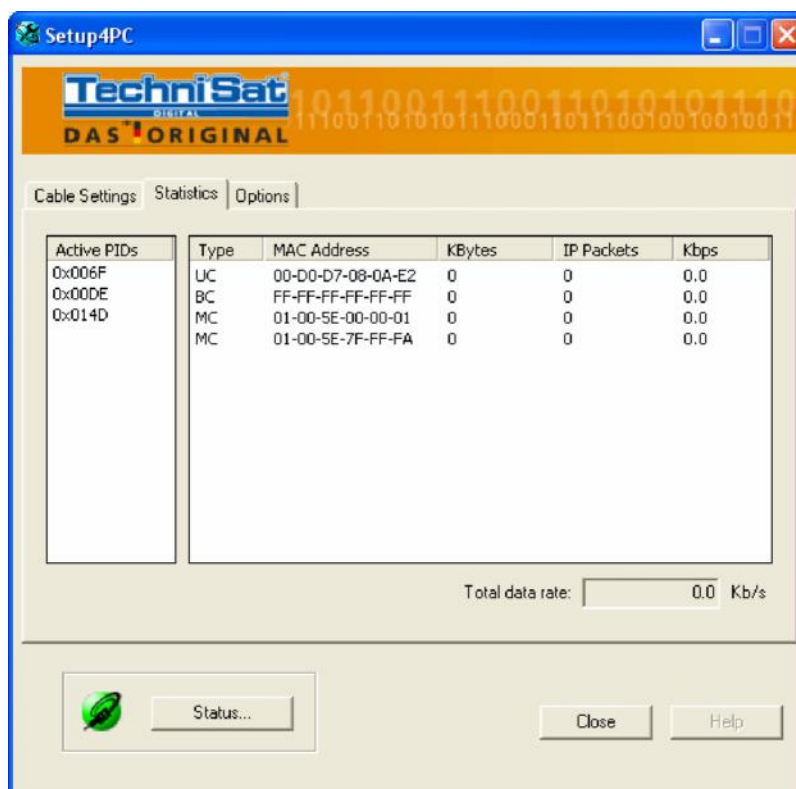 Setup4PC
TechniSat
DIGITAL
DAS ORIGINAL
Cable Settings Statistics Options
Active PIDs Type MAC Address KBytes IP Packets Kbps
0x006F UC 00-D0-D7-08-0A-E2 0 0 0.0
0x00DE BC FF-FF-FF-FF-FF-FF 0 0 0.0
0x014D MC 01-00-5E-00-00-01 0 0 0.0
MC 01-00-5E-7F-FF-FA 0 0 0.0
Total data rate: 0.0 Kb/s
Status...
Close Help